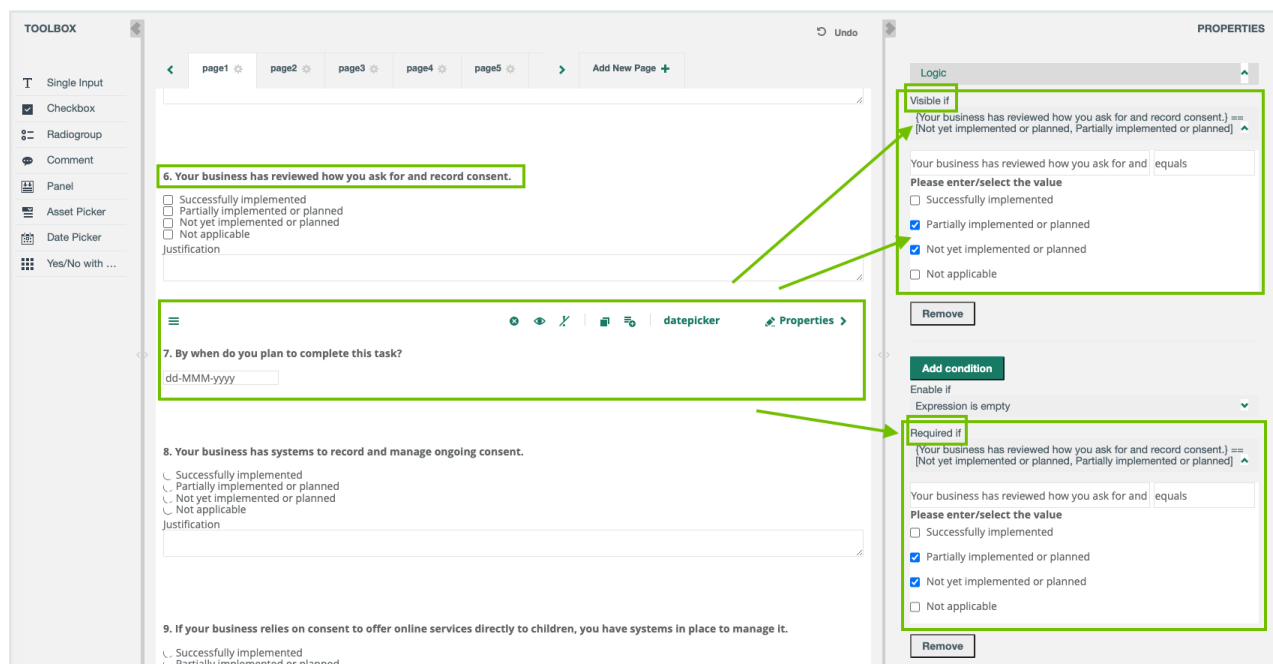 TOOLBOX
Single Input
Checkbox
Radiogroup
Comment
Panel
Asset Picker
Date Picker
Yes/No with ...
Undo
page1
page2
page3
page4
page5
Add New Page +
6. Your business has reviewed how you ask for and record consent.
Successfully implemented
Partially implemented or planned
Not yet implemented or planned
Not applicable
Justification
datepicker
Properties
7. By when do you plan to complete this task?
dd-MMM-yyyy
8. Your business has systems to record and manage ongoing consent.
Successfully implemented
Partially implemented or planned
Not yet implemented or planned
Not applicable
Justification
9. If your business relies on consent to offer online services directly to children, you have systems in place to manage it.
Successfully implemented
Partially implemented or planned
PROPERTIES
Logic
Visible if
{Your business has reviewed how you ask for and record consent.} ==
[Not yet implemented or planned, Partially implemented or planned]
Your business has reviewed how you ask for and equals
Please enter/select the value
Successfully implemented
Partially implemented or planned
Not yet implemented or planned
Not applicable
Remove
Add condition
Enable if
Expression is empty
Required if
{Your business has reviewed how you ask for and record consent.} ==
[Not yet implemented or planned, Partially implemented or planned]
Your business has reviewed how you ask for and equals
Please enter/select the value
Successfully implemented
Partially implemented or planned
Not yet implemented or planned
Not applicable
Remove